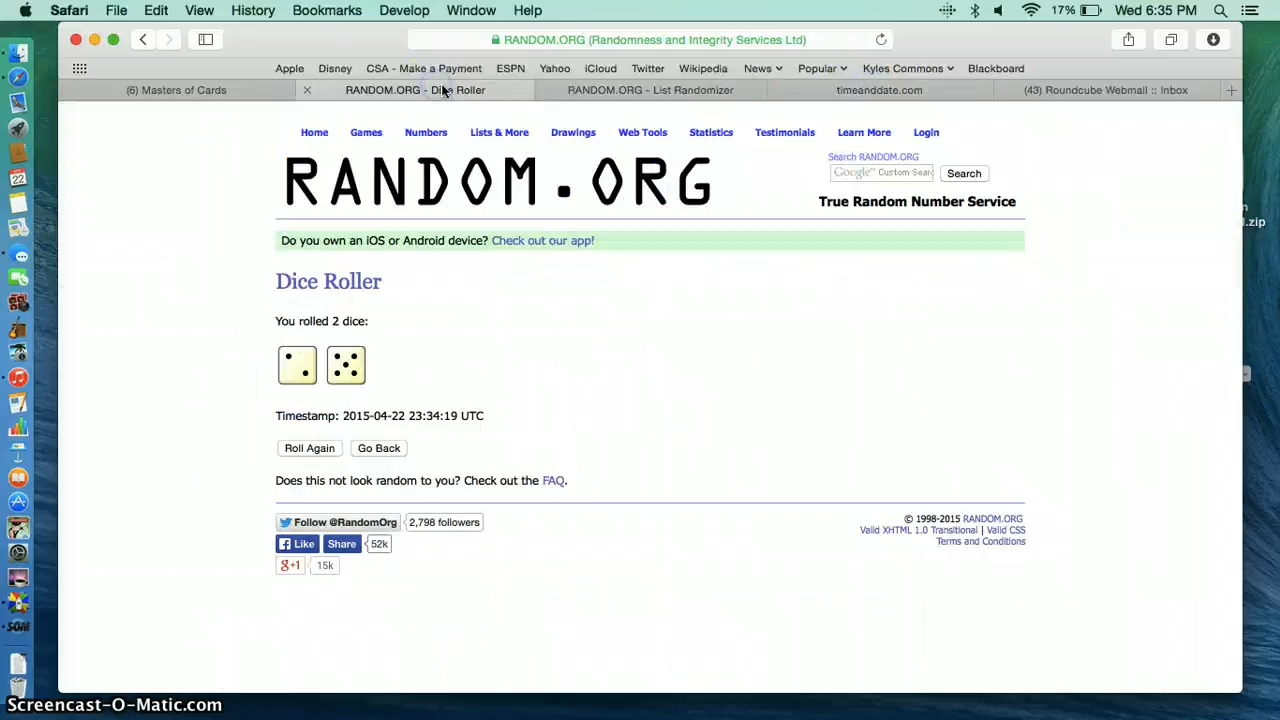 Safari File Edit View History Bookmarks Develop Window Help 17% Wed 6:35 PM
RANDOM.ORG (Randomness and Integrity Services Ltd)
Apple Disney CSA - Make a Payment ESPN Yahoo iCloud Twitter Wikipedia News Popular Kyles Commons Blackboard
(6) Masters of Cards RANDOM.ORG - Dice Roller RANDOM.ORG - List Randomizer timeanddate.com (43) Roundcube Webmail :: Inbox
Home Games Numbers Lists & More Drawings Web Tools Statistics Testimonials Learn More Login
Search RANDOM.ORG
Google™ Custom Sear Search
RANDOM.ORG
True Random Number Service
Do you own an iOS or Android device? Check out our app!
Dice Roller
You rolled 2 dice:
Timestamp: 2015-04-22 23:34:19 UTC
Roll Again Go Back
Does this not look random to you? Check out the FAQ.
Follow @RandomOrg 2,798 followers
Like Share 52k
g+1 15k
© 1998-2015 RANDOM.ORG
Valid XHTML 1.0 Transitional | Valid CSS
Terms and Conditions
.zip
22
SOM
Screencast-O-Matic.com